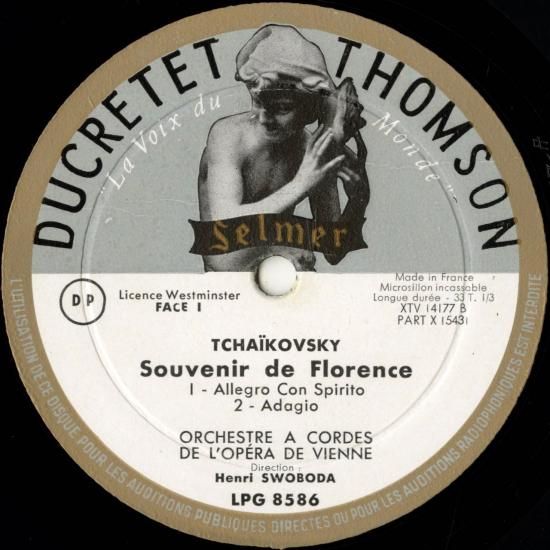 DUCRETET THOMSON
"La Voix du Monde"
Selmer
DP
Licence Westminster
FACE I
Made in France
Microsillon incassable
Longue durée - 33 T. 1/3
XTV 14177 B
PART X 15431
TCHAÏKOVSKY
Souvenir de Florence
1 - Allegro Con Spirito
2 - Adagio
ORCHESTRE A CORDES
DE L'OPÉRA DE VIENNE
Direction :
Henri SWOBODA
LPG 8586
L'UTILISATION DE CE DISQUE POUR LES AUDITIONS PUBLIQUES DIRECTES OU POUR LES AUDITIONS RADIOPHONIQUES EST INTERDITE